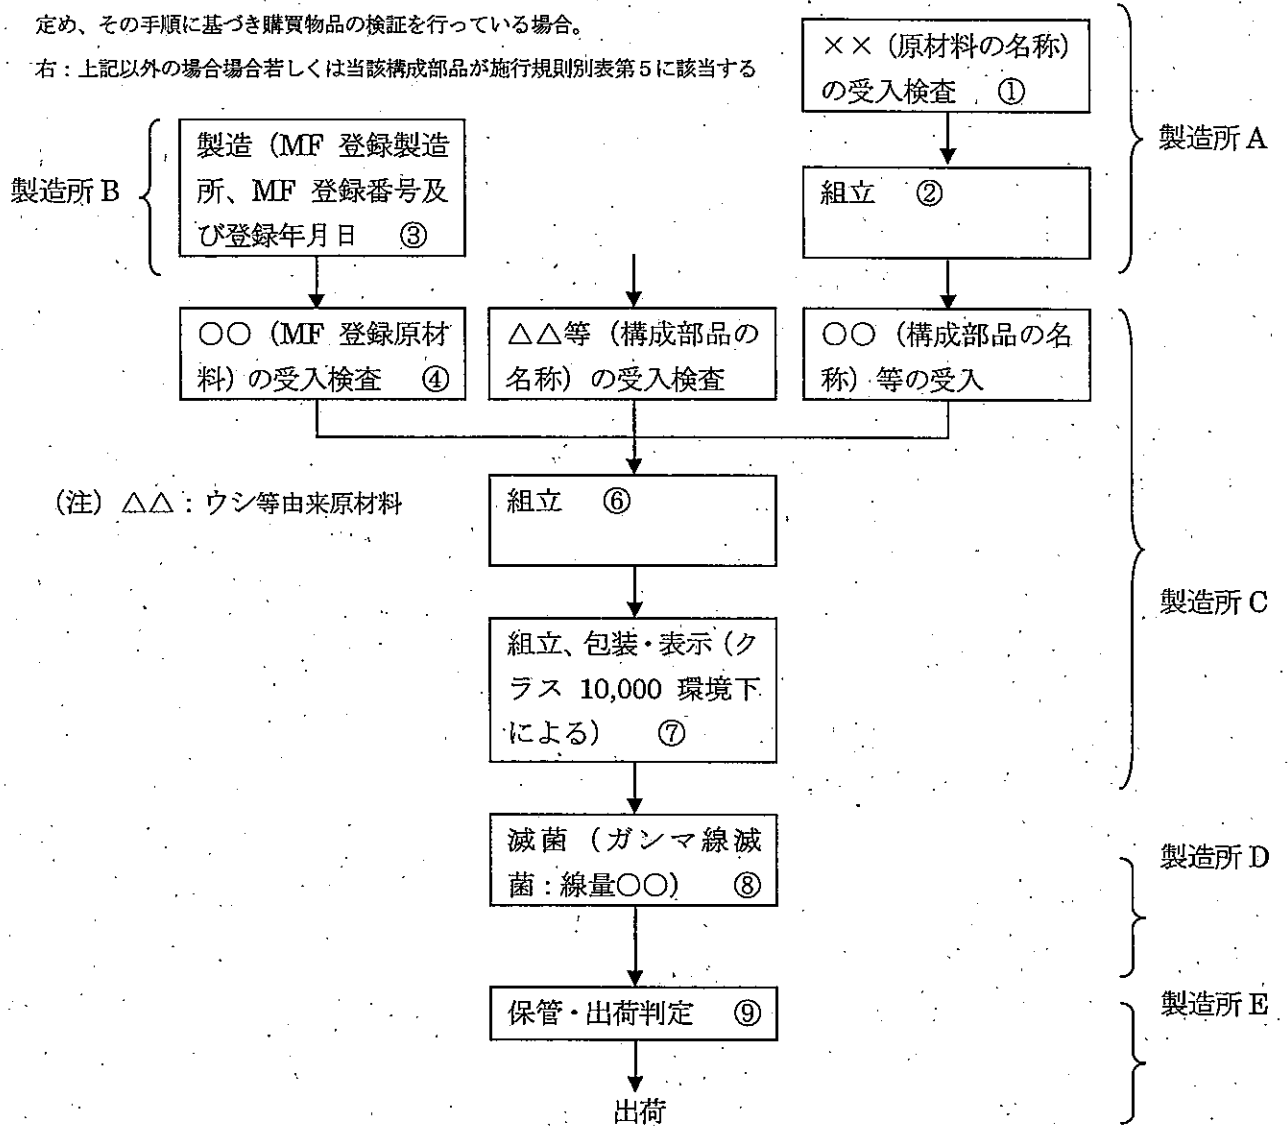 定め、その手順に基づき購買物品の検証を行っている場合。
右：上記以外の場合場合若しくは当該構成部品が施行規則別表第５に該当する
××（原材料の名称）
の受入検査　①
製造所 A
組立　②
製造所 B
製造（MF 登録製造
所、MF 登録番号及
び登録年月日　③
〇〇（MF 登録原材
料）の受入検査　④
△△等（構成部品の
名称）の受入検査
〇〇（構成部品の名
称）等の受入
（注）△△：ウシ等由来原材料
組立　⑥
製造所 C
組立、包装・表示（ク
ラス 10,000 環境下
による）　⑦
滅菌（ガンマ線滅
菌：線量〇〇）　⑧
製造所 D
保管・出荷判定　⑨
製造所 E
出荷